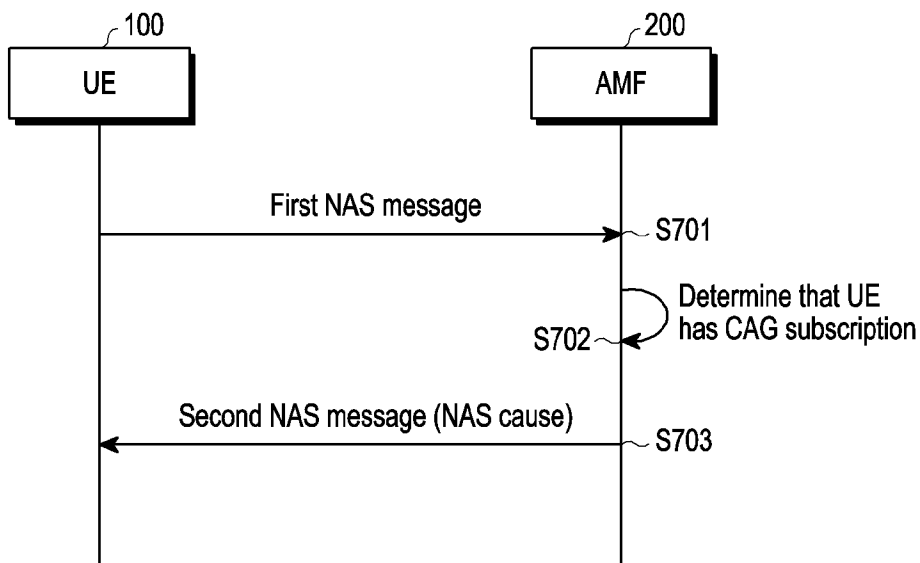 100
200
UE
AMF
First NAS message
S701
Determine that UE
has CAG subscription
S702
Second NAS message (NAS cause)
S703